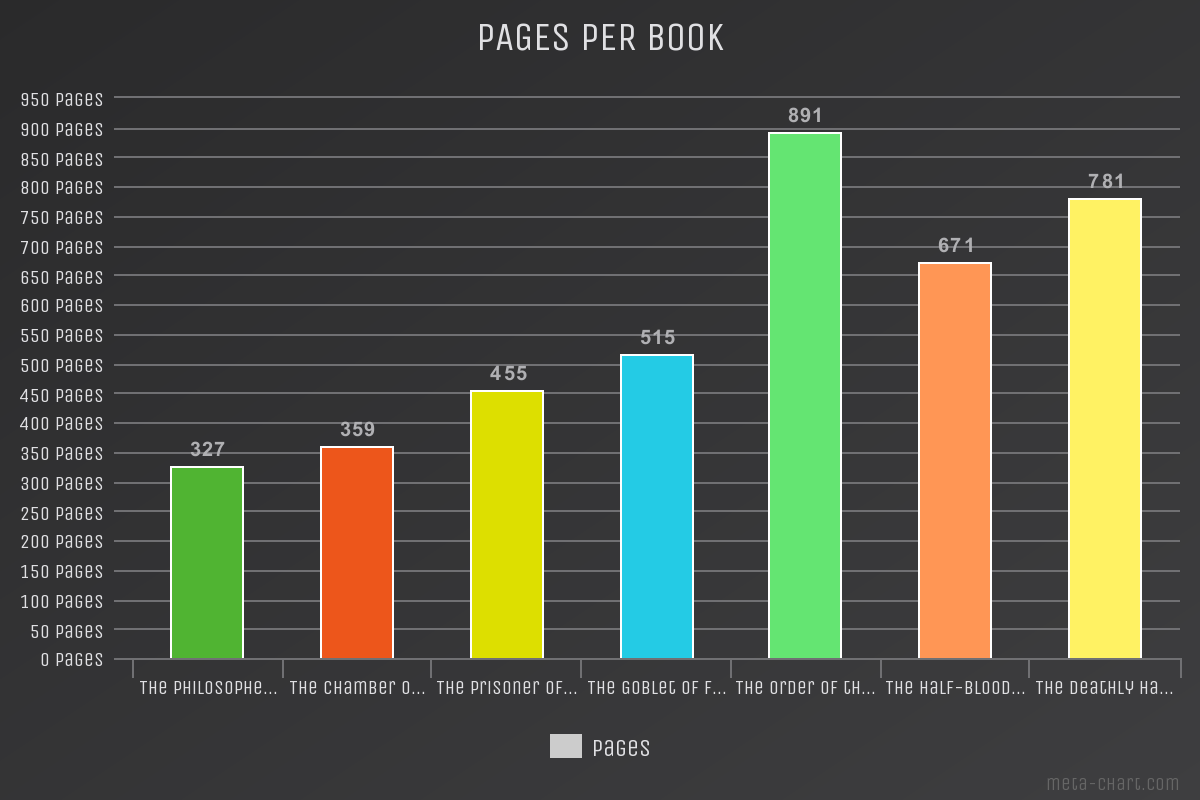 PAGES PER BOOK
950 Pages
900 Pages
850 Pages
800 Pages
750 Pages
700 Pages
650 Pages
600 Pages
550 Pages
500 Pages
450 Pages
400 Pages
350 Pages
300 Pages
250 Pages
200 Pages
150 Pages
100 Pages
50 Pages
0 Pages
327
359
455
515
891
671
781
The Philosophe...
The Chamber o...
The Prisoner of...
The Goblet of F...
The Order of th...
The Half-Blood...
The Deathly Ha...
Pages
meta-chart.com